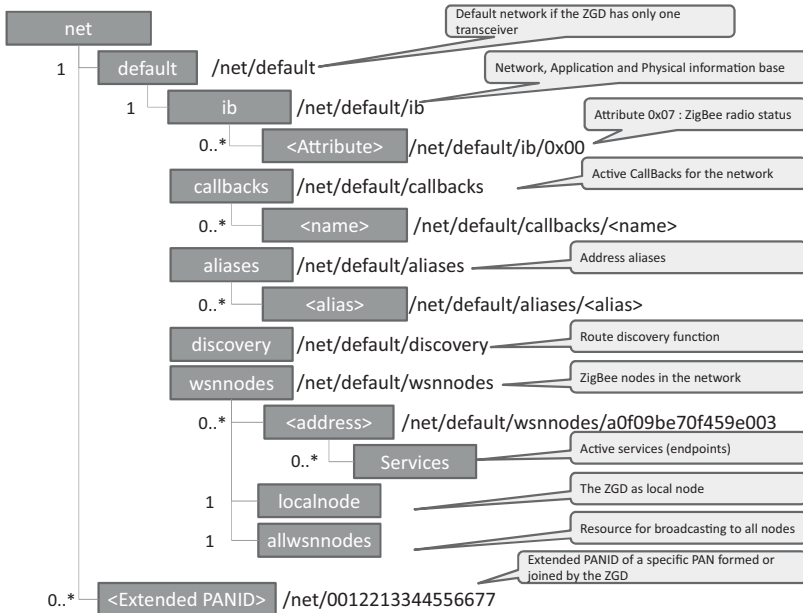 net
Default network if the ZGD has only one
transceiver
1 default /net/default
Network, Application and Physical information base
1 ib /net/default/ib
Attribute 0x07 : ZigBee radio status
0..* <Attribute> /net/default/ib/0x00
callbacks /net/default/callbacks
Active CallBacks for the network
0..* <name> /net/default/callbacks/<name>
aliases /net/default/aliases
Address aliases
0..* <alias> /net/default/aliases/<alias>
discovery /net/default/discovery
Route discovery function
wsnnodes /net/default/wsnnodes
ZigBee nodes in the network
0..* <address> /net/default/wsnnodes/a0f09be70f459e003
0..* Services
Active services (endpoints)
1 localnode
The ZGD as local node
1 allwsnnodes
Resource for broadcasting to all nodes
Extended PANID of a specific PAN formed or
joined by the ZGD
0..* <Extended PANID> /net/0012213344556677